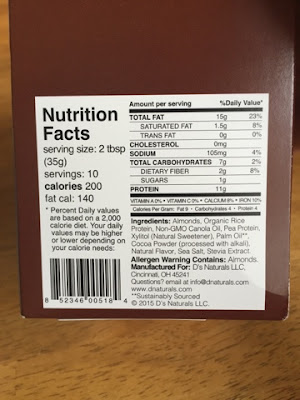 Nutrition
Facts
serving size: 2 tbsp
(35g)
servings: 10
calories 200
fat cal: 140
* Percent Daily values
are based on a 2,000
calorie diet. Your daily
values may be higher
or lower depending on
your calorie needs:
8 52346 00518 4
Amount per serving %Daily Value*
TOTAL FAT 15g 23%
SATURATED FAT 1.5g 8%
TRANS FAT 0g 0%
CHOLESTEROL 0mg
SODIUM 105mg 4%
TOTAL CARBOHYDRATES 7g 2%
DIETARY FIBER 2g 8%
SUGARS 1g
PROTEIN 11g
VITAMIN A 0% • VITAMIN C 0% • CALCIUM 8% • IRON 10%
Calories Per Gram: Fat 9 • Carbohydrates 4 • Protein 4
Ingredients: Almonds, Organic Rice
Protein, Non-GMO Canola Oil, Pea Protein,
Xylitol (Natural Sweetener), Palm Oil**,
Cocoa Powder (processed with alkali),
Natural Flavor, Sea Salt, Stevia Extract.
Allergen Warning Contains: Almonds.
Manufactured For: D's Naturals LLC,
Cincinnati, OH 45241
Questions? email at info@dnaturals.com
www.dnaturals.com
**Sustainably Sourced
© 2015 D's Naturals LLC.